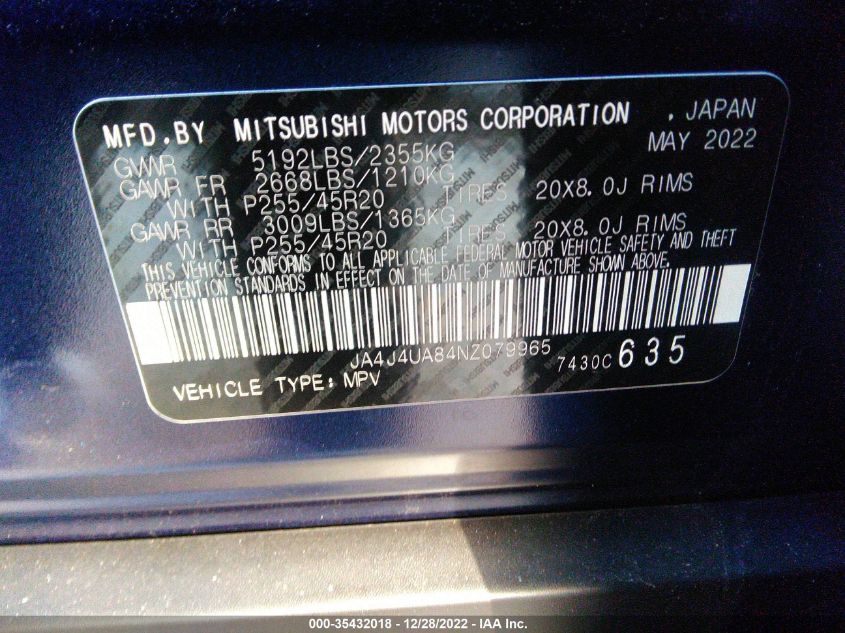 MFD.BY MITSUBISHI MOTORS CORPORATION , JAPAN
MAY 2022
GVWR 5192LBS/2355KG
GAWR FR 2668LBS/1210KG
WITH P255/45R20 TIRES 20X8.0J RIMS
GAWR RR 3009LBS/1365KG
WITH P255/45R20 TIRES 20X8.0J RIMS
THIS VEHICLE CONFORMS TO ALL APPLICABLE FEDERAL MOTOR VEHICLE SAFETY AND THEFT
PREVENTION STANDARDS IN EFFECT ON THE DATE OF MANUFACTURE SHOWN ABOVE.
JA4J4UA84NZ079965
7430C 635
VEHICLE TYPE: MPV
000-35432018 - 12/28/2022 - IAA Inc.